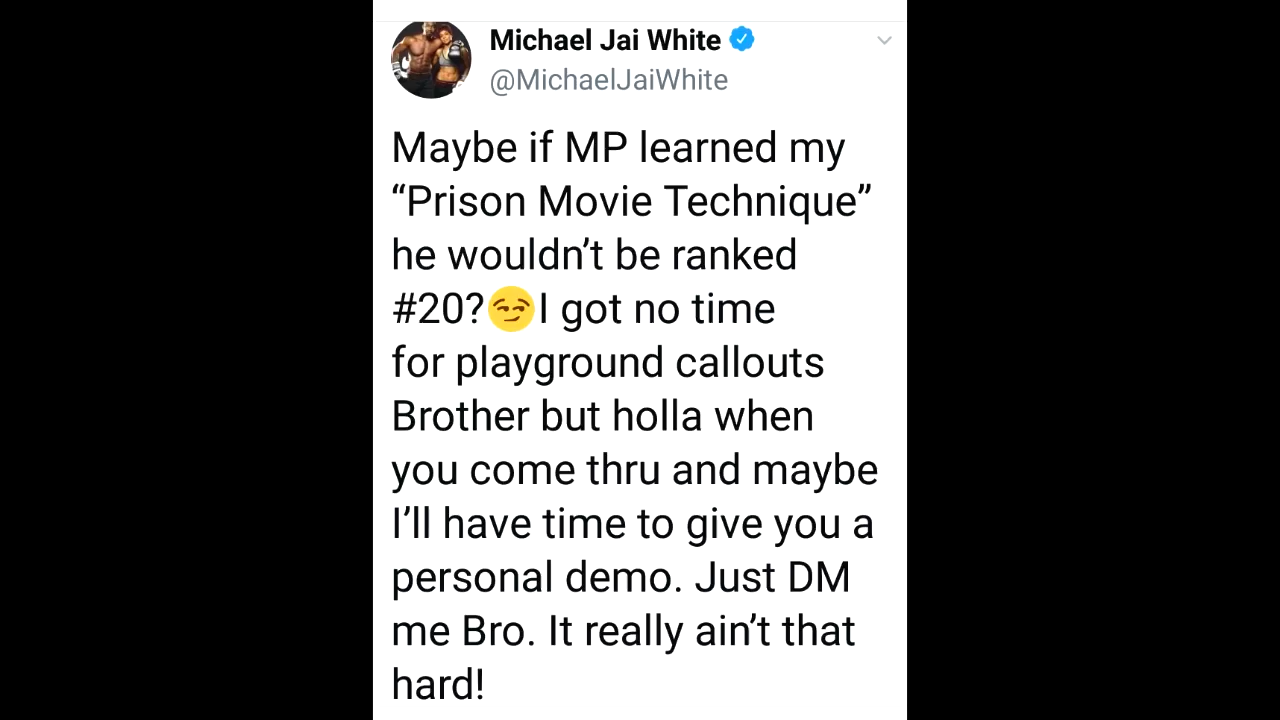 Michael Jai White
@MichaelJaiWhite
Maybe if MP learned my
“Prison Movie Technique”
he wouldn’t be ranked
#20?😏I got no time
for playground callouts
Brother but holla when
you come thru and maybe
I’ll have time to give you a
personal demo. Just DM
me Bro. It really ain’t that
hard!